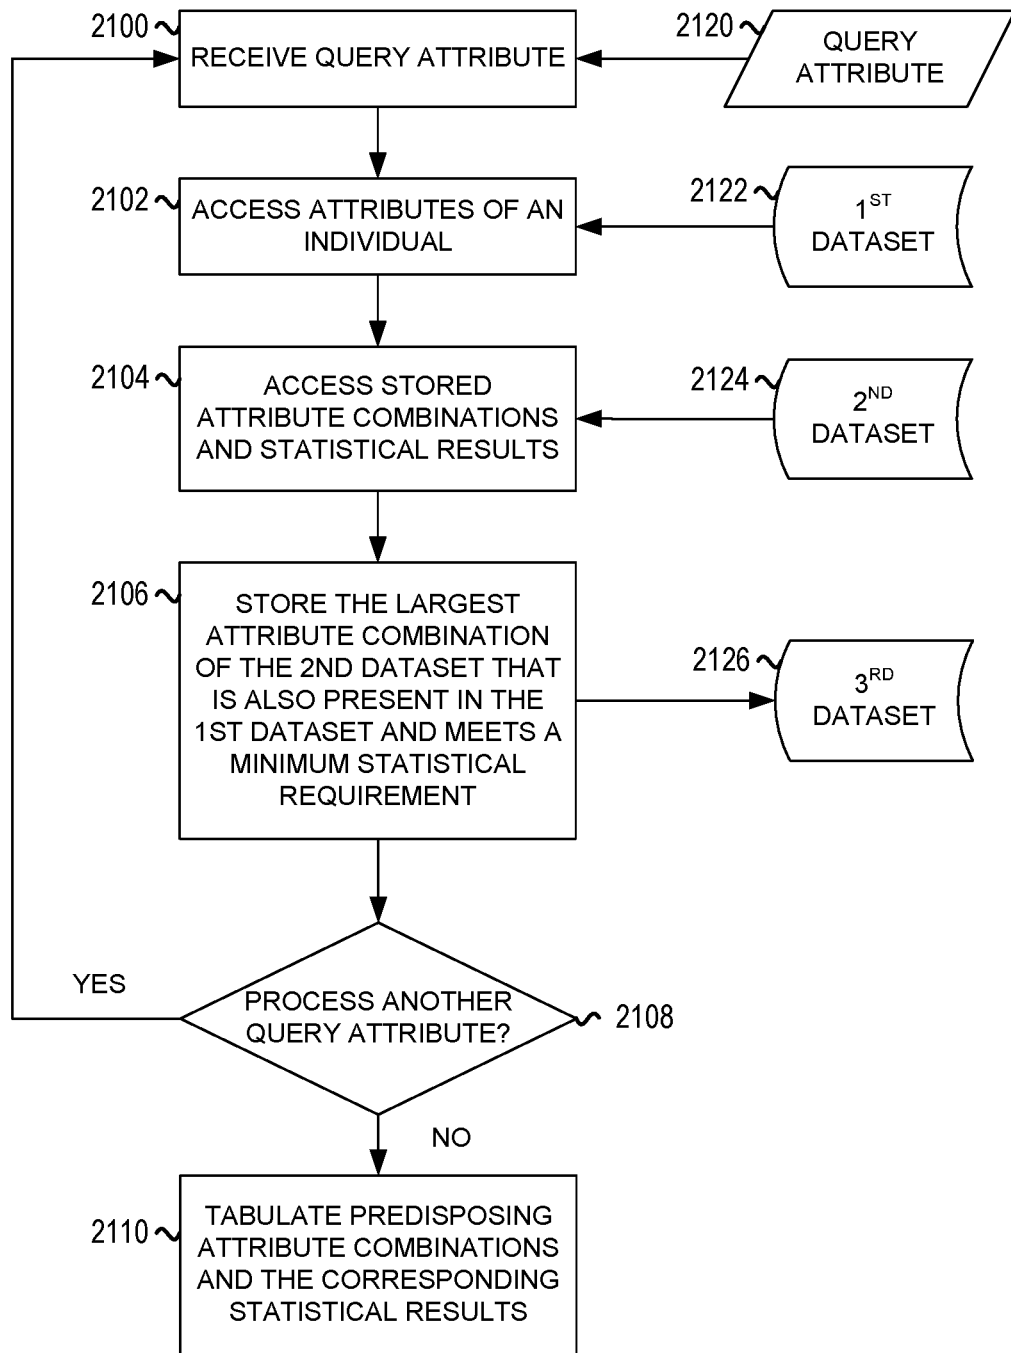 2100
RECEIVE QUERY ATTRIBUTE
2120
QUERY
ATTRIBUTE
2102
ACCESS ATTRIBUTES OF AN
INDIVIDUAL
2122
1ST
DATASET
2104
ACCESS STORED
ATTRIBUTE COMBINATIONS
AND STATISTICAL RESULTS
2124
2ND
DATASET
2106
STORE THE LARGEST
ATTRIBUTE COMBINATION
OF THE 2ND DATASET THAT
IS ALSO PRESENT IN THE
1ST DATASET AND MEETS A
MINIMUM STATISTICAL
REQUIREMENT
2126
3RD
DATASET
YES
PROCESS ANOTHER
QUERY ATTRIBUTE?
2108
NO
2110
TABULATE PREDISPOSING
ATTRIBUTE COMBINATIONS
AND THE CORRESPONDING
STATISTICAL RESULTS